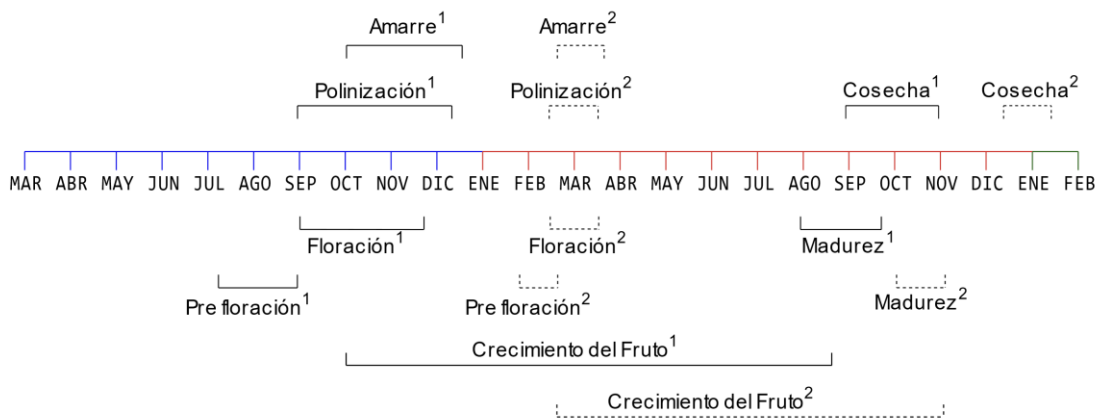 Amarre¹ Amarre²
Polinización¹ Polinización² Cosecha¹ Cosecha²
MAR ABR MAY JUN JUL AGO SEP OCT NOV DIC ENE FEB MAR ABR MAY JUN JUL AGO SEP OCT NOV DIC ENE FEB
Floración¹ Floración² Madurez¹
Pre floración¹ Pre floración² Madurez²
Crecimiento del Fruto¹
Crecimiento del Fruto²